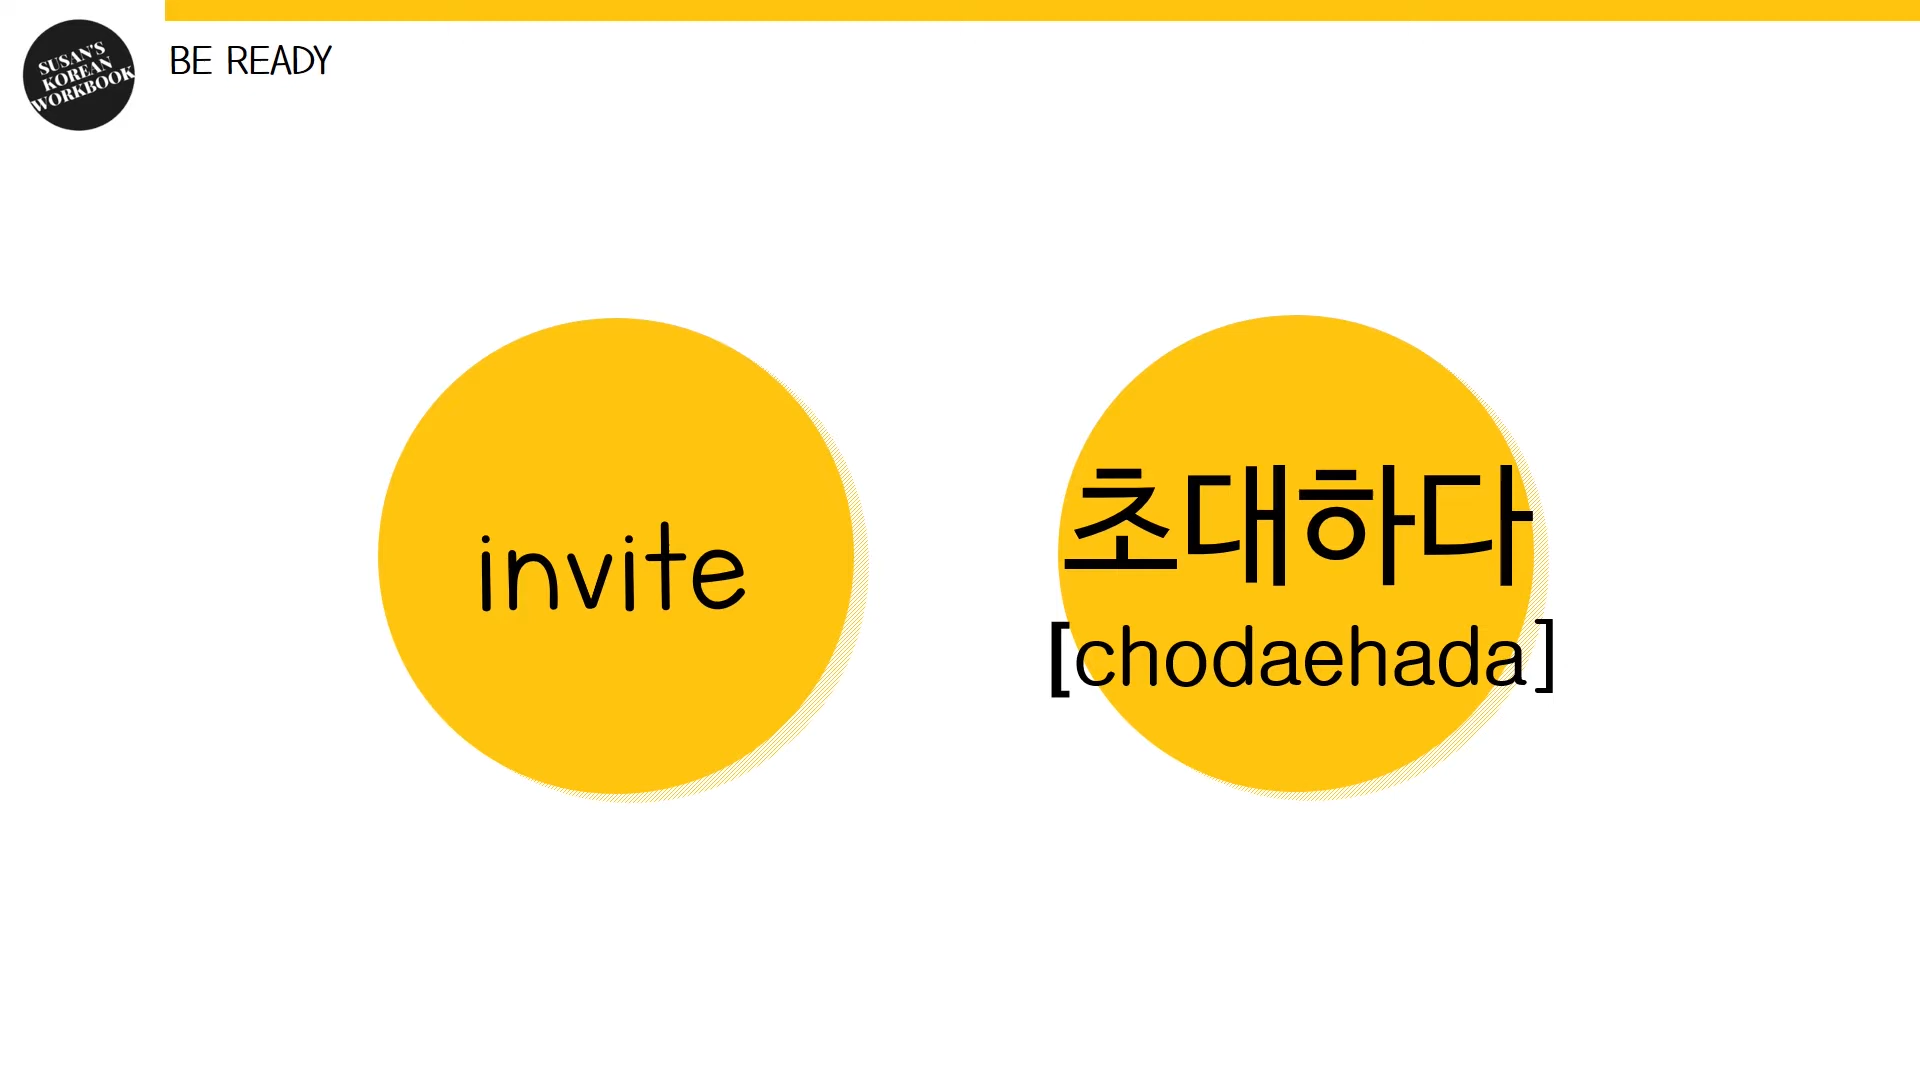 SUSAN'S
KOREAN
WORKBOOK
BE READY
invite
초대하다
[chodaehada]